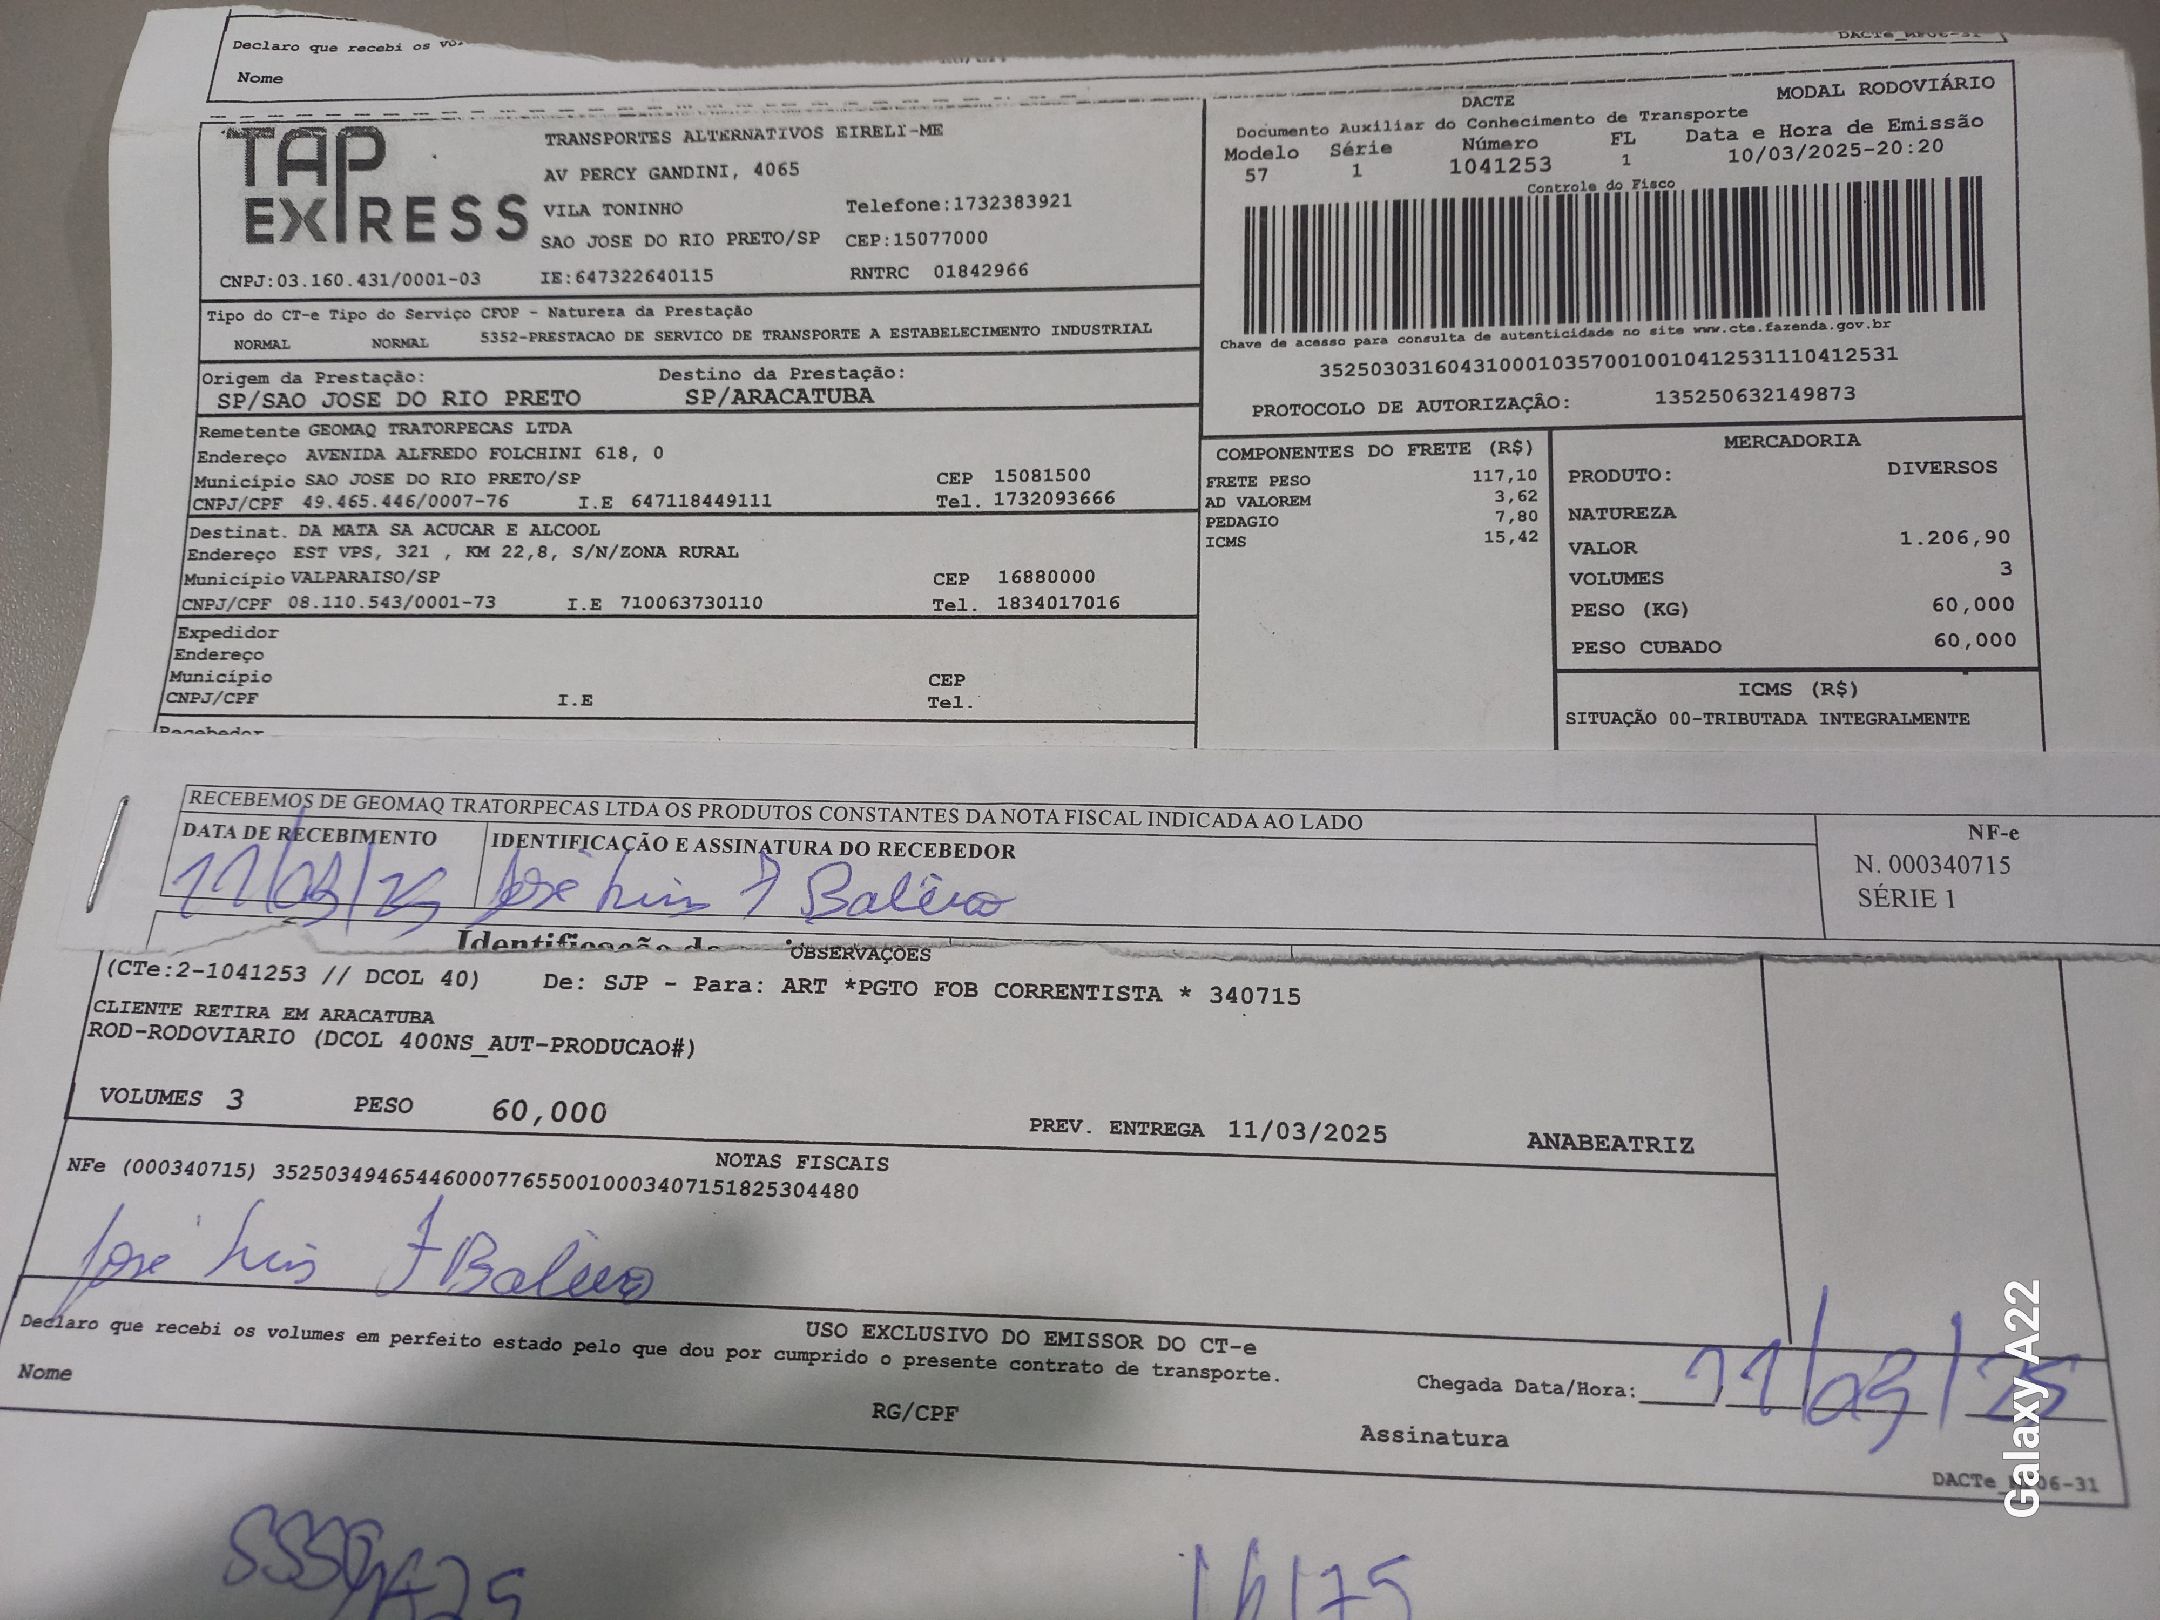 Declaro que recebi os
Nome
TAP EXPRESS
TRANSPORTES ALTERNATIVOS EIRELI-ME
AV PERCY GANDINI, 4065
VILA TONINHO Telefone:1732383921
SAO JOSE DO RIO PRETO/SP CEP:15077000
CNPJ:03.160.431/0001-03 IE:647322640115 RNTRC 01842966
DACTE MODAL RODOVIÁRIO
Documento Auxiliar do Conhecimento de Transporte
Modelo Série Número FL Data e Hora de Emissão
57 1 1041253 1 10/03/2025-20:20
Controle do Fisco
Chave de acesso para consulta de autenticidade no site www.cte.fazenda.gov.br
35250303160431000103570010010412531110412531
PROTOCOLO DE AUTORIZAÇÂO: 135250632149873
Tipo do CT-e Tipo do Serviço CFOP - Natureza da Prestação
NORMAL NORMAL 5352-PRESTACAO DE SERVICO DE TRANSPORTE A ESTABELECIMENTO INDUSTRIAL
Origem da Prestação: Destino da Prestação:
SP/SAO JOSE DO RIO PRETO SP/ARACATUBA
Remetente GEOMAQ TRATORPECAS LTDA
Endereço AVENIDA ALFREDO FOLCHINI 618, 0
Município SAO JOSE DO RIO PRETO/SP CEP 15081500
CNPJ/CPF 49.465.446/0007-76 I.E 647118449111 Tel. 1732093666
Destinat. DA MATA SA ACUCAR E ALCOOL
Endereço EST VPS, 321 , KM 22,8, S/N/ZONA RURAL
Município VALPARAISO/SP CEP 16880000
CNPJ/CPF 08.110.543/0001-73 I.E 710063730110 Tel. 1834017016
Expedidor
Endereço
Município CEP
CNPJ/CPF I.E Tel.
Recebedor
COMPONENTES DO FRETE (R$)
FRETE PESO 117,10
AD VALOREM 3,62
PEDAGIO 7,80
ICMS 15,42
MERCADORIA
PRODUTO: DIVERSOS
NATUREZA
VALOR 1.206,90
VOLUMES 3
PESO (KG) 60,000
PESO CUBADO 60,000
ICMS (R$)
SITUAÇÃO 00-TRIBUTADA INTEGRALMENTE
RECEBEMOS DE GEOMAQ TRATORPECAS LTDA OS PRODUTOS CONSTANTES DA NOTA FISCAL INDICADA AO LADO
DATA DE RECEBIMENTO IDENTIFICAÇÃO E ASSINATURA DO RECEBEDOR
11/03/25 José Luis F Balêro
NF-e
N. 000340715
SÉRIE 1
Identificação
OBSERVAÇOES
(CTe:2-1041253 // DCOL 40) De: SJP - Para: ART *PGTO FOB CORRENTISTA * 340715
CLIENTE RETIRA EM ARACATUBA
ROD-RODOVIARIO (DCOL 400NS_AUT-PRODUCAO#)
VOLUMES 3 PESO 60,000 PREV. ENTREGA 11/03/2025 ANABEATRIZ
NOTAS FISCAIS
NFe (000340715) 35250349465446000776550010003407151825304480
José Luis F Balêro
USO EXCLUSIVO DO EMISSOR DO CT-e
Declaro que recebi os volumes em perfeito estado pelo que dou por cumprido o presente contrato de transporte.
Nome RG/CPF Chegada Data/Hora: 11/03/25
Assinatura
Galaxy A22